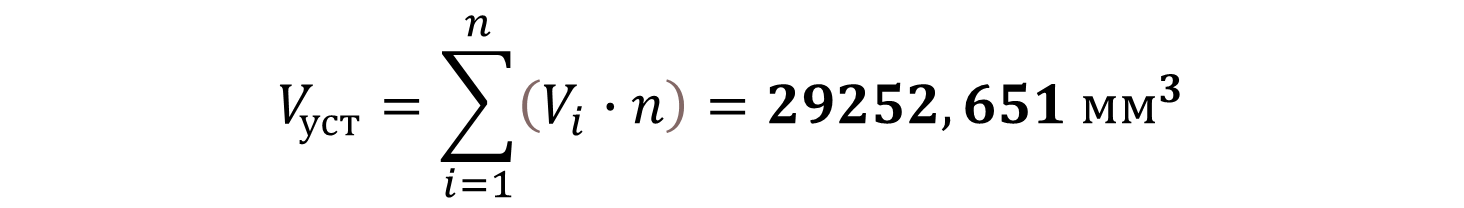 V_уст = ∑_{i=1}^{n} (V_i · n) = 29252,651 мм³